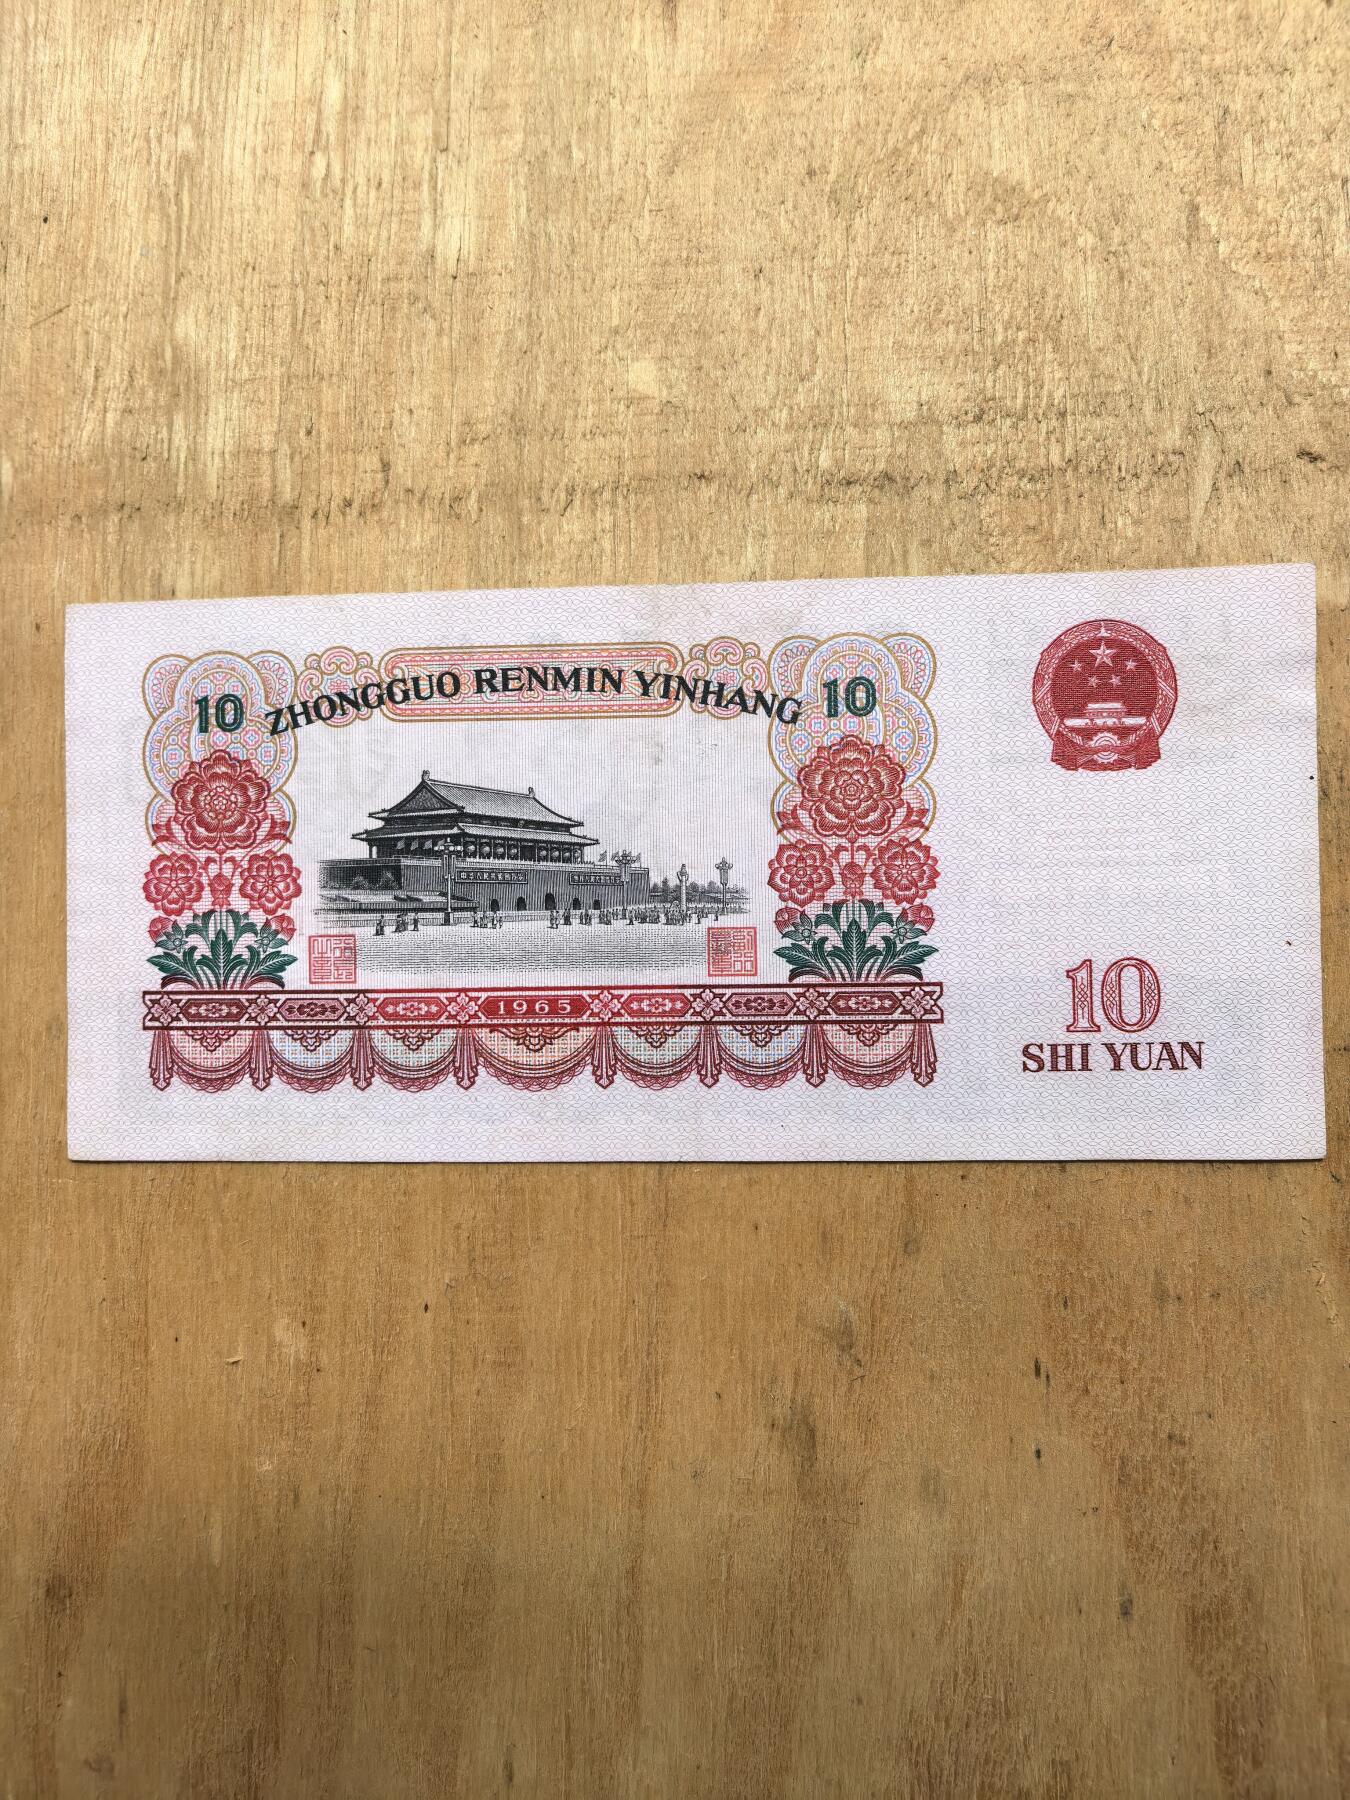 10 ZHONGGUO RENMIN YINHANG 10
1965
10
SHI YUAN